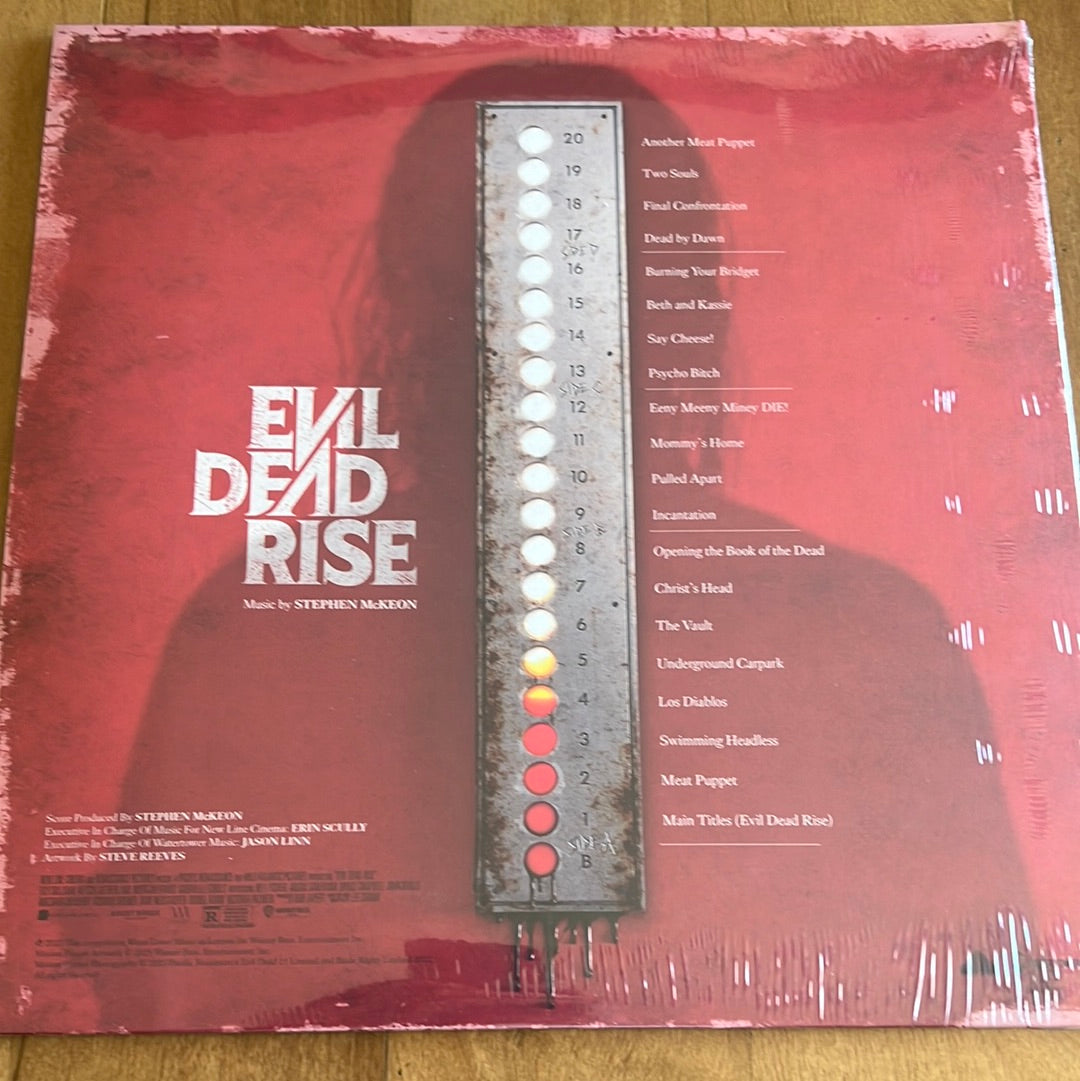 20 Another Meat Puppet
19 Two Souls
18 Final Confrontation
17 Dead by Dawn
SIDE D
16 Burning Your Bridget
15 Beth and Kassie
14 Say Cheese!
13 Psycho Bitch
SIDE C
12 Eeny Meeny Miney DIE!
11 Mommy's Home
10 Pulled Apart
9 Incantation
SIDE B
8 Opening the Book of the Dead
7 Christ's Head
6 The Vault
5 Underground Carpark
4 Los Diablos
3 Swimming Headless
2 Meat Puppet
1 Main Titles (Evil Dead Rise)
SIDE A
B
EVIL
DEAD
RISE
Music by STEPHEN McKEON
Score Produced By STEPHEN McKEON
Executive In Charge Of Music For New Line Cinema: ERIN SCULLY
Executive In Charge Of Watertower Music: JASON LINN
Artwork By STEVE REEVES
R